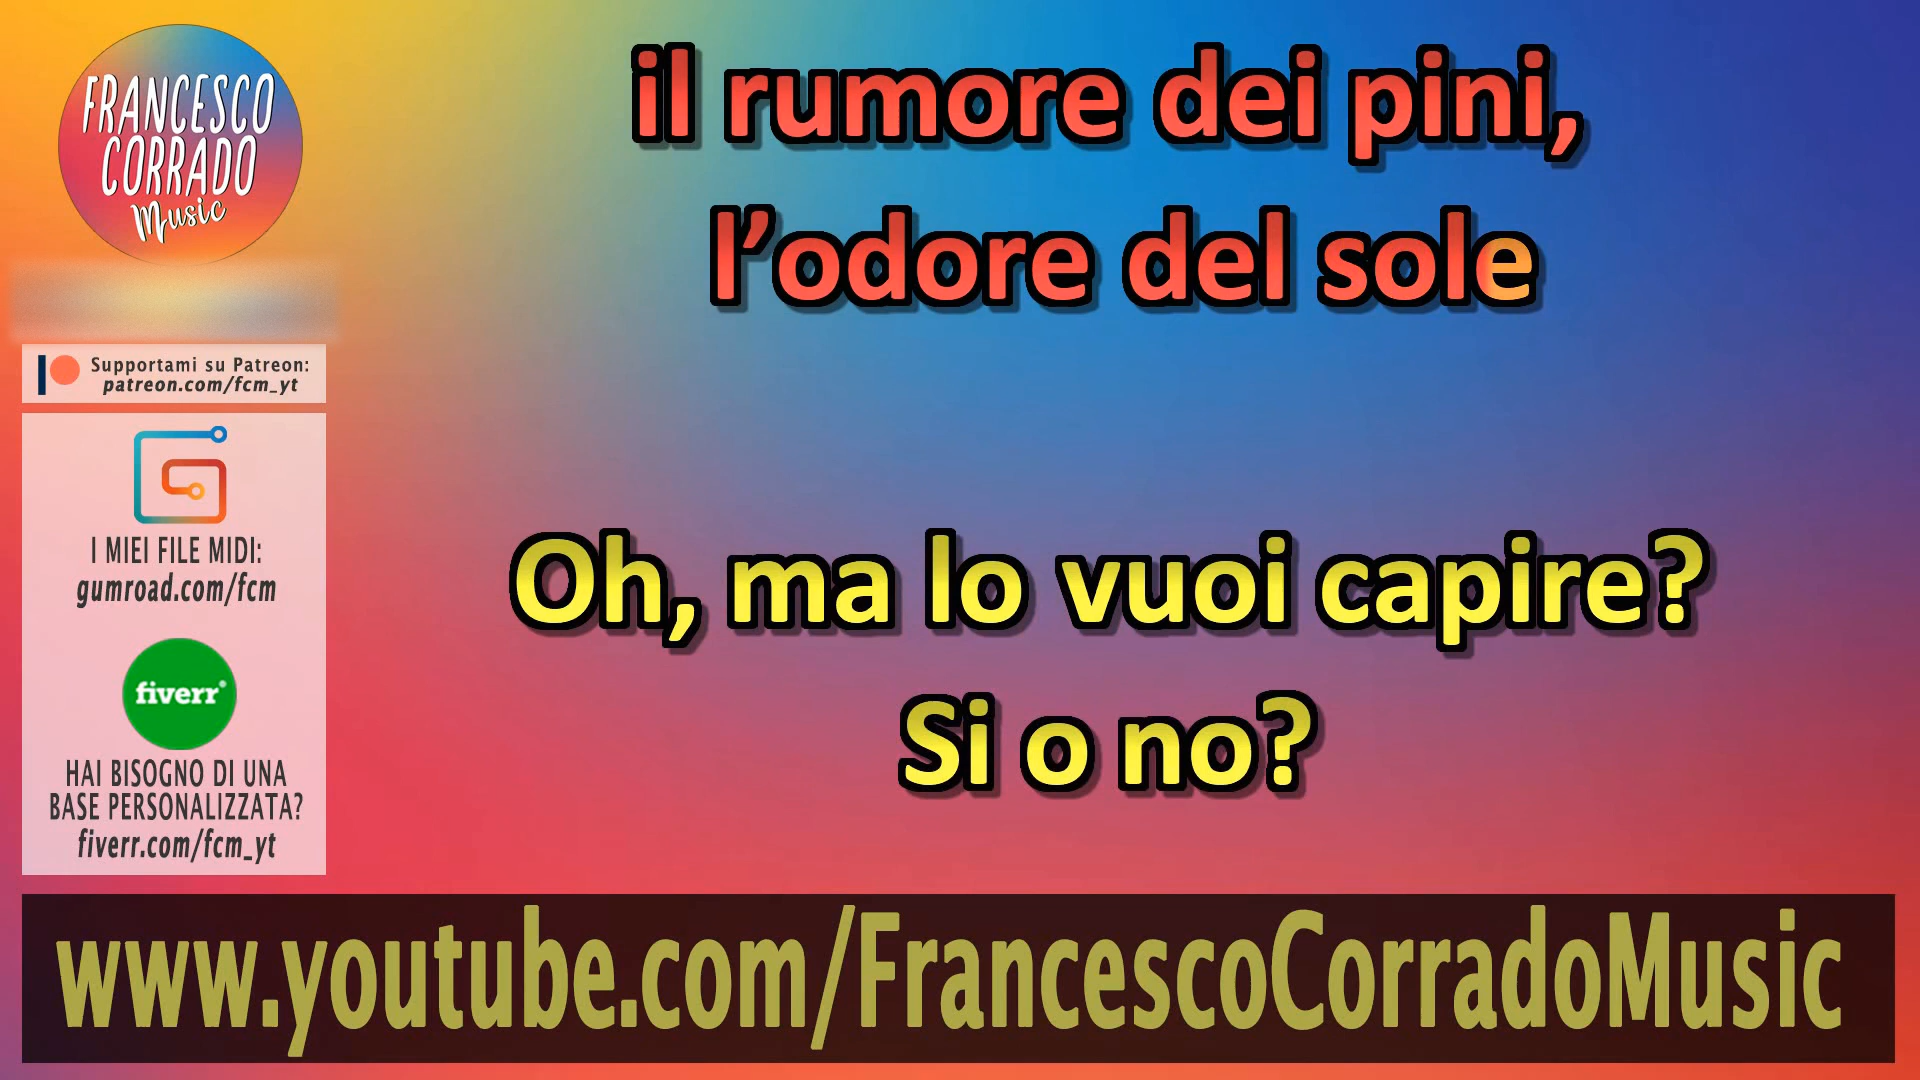 FRANCESCO
CORRADO
Music
il rumore dei pini,
l’odore del sole
Oh, ma lo vuoi capire?
Si o no?
Supportami su Patreon:
patreon.com/fcm_yt
I MIEI FILE MIDI:
gumroad.com/fcm
fiverr®
HAI BISOGNO DI UNA
BASE PERSONALIZZATA?
fiverr.com/fcm_yt
www.youtube.com/FrancescoCorradoMusic